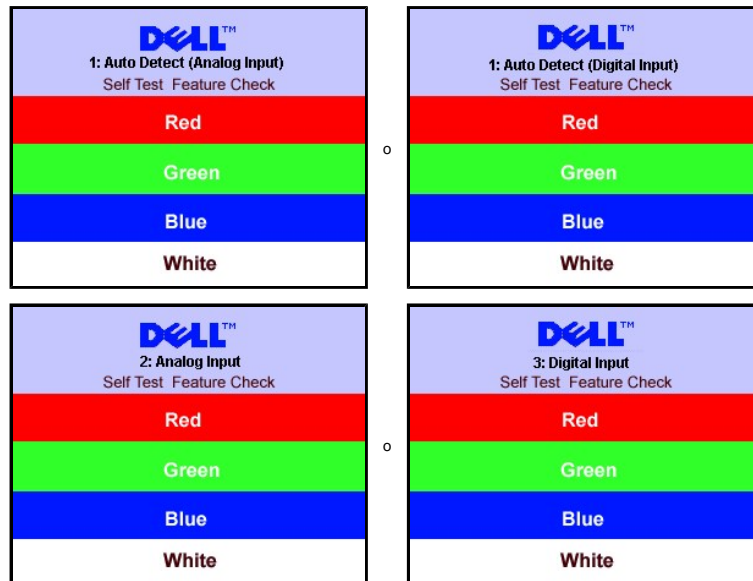 DELL™
1: Auto Detect (Analog Input)
Self Test Feature Check
Red
Green
Blue
White
o
DELL™
1: Auto Detect (Digital Input)
Self Test Feature Check
Red
Green
Blue
White
DELL™
2: Analog Input
Self Test Feature Check
Red
Green
Blue
White
o
DELL™
3: Digital Input
Self Test Feature Check
Red
Green
Blue
White